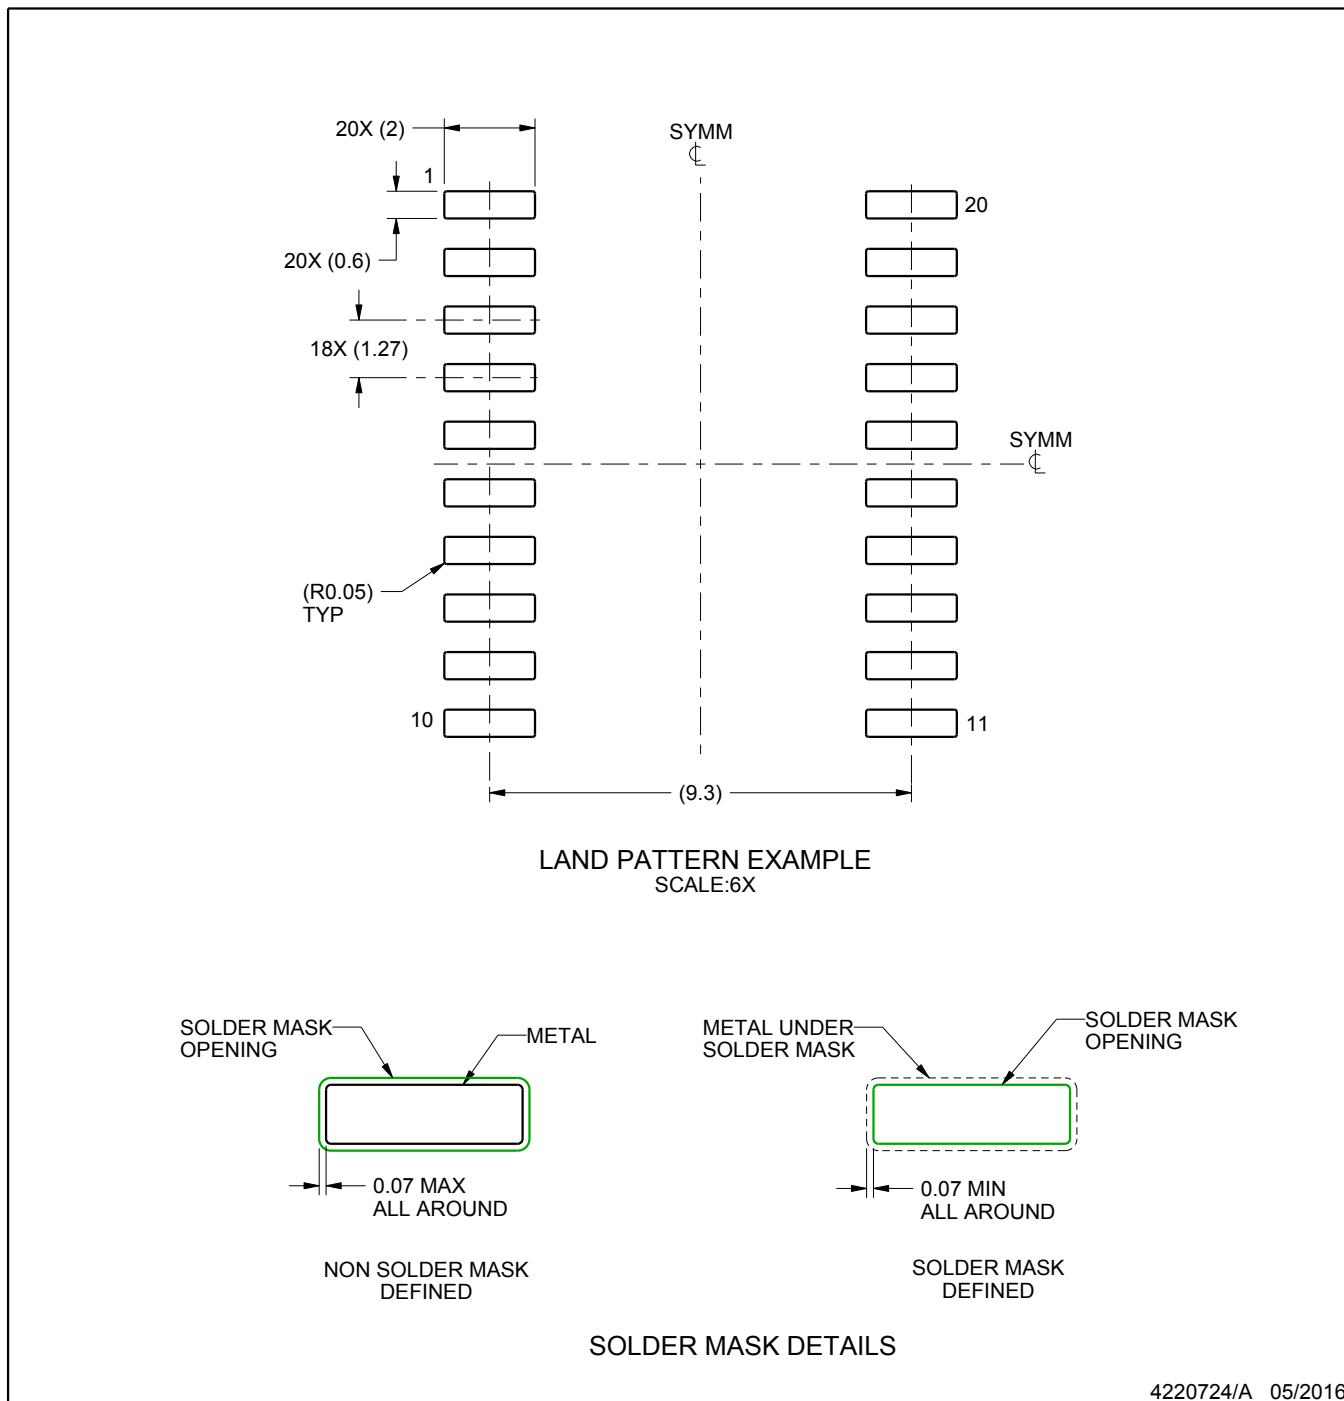 20X (2)
SYMM
1
20
20X (0.6)
18X (1.27)
SYMM
(R0.05)
TYP
10
11
(9.3)
LAND PATTERN EXAMPLE
SCALE:6X
SOLDER MASK
OPENING
METAL
METAL UNDER
SOLDER MASK
SOLDER MASK
OPENING
0.07 MAX
ALL AROUND
0.07 MIN
ALL AROUND
NON SOLDER MASK
DEFINED
SOLDER MASK
DEFINED
SOLDER MASK DETAILS
4220724/A 05/2016